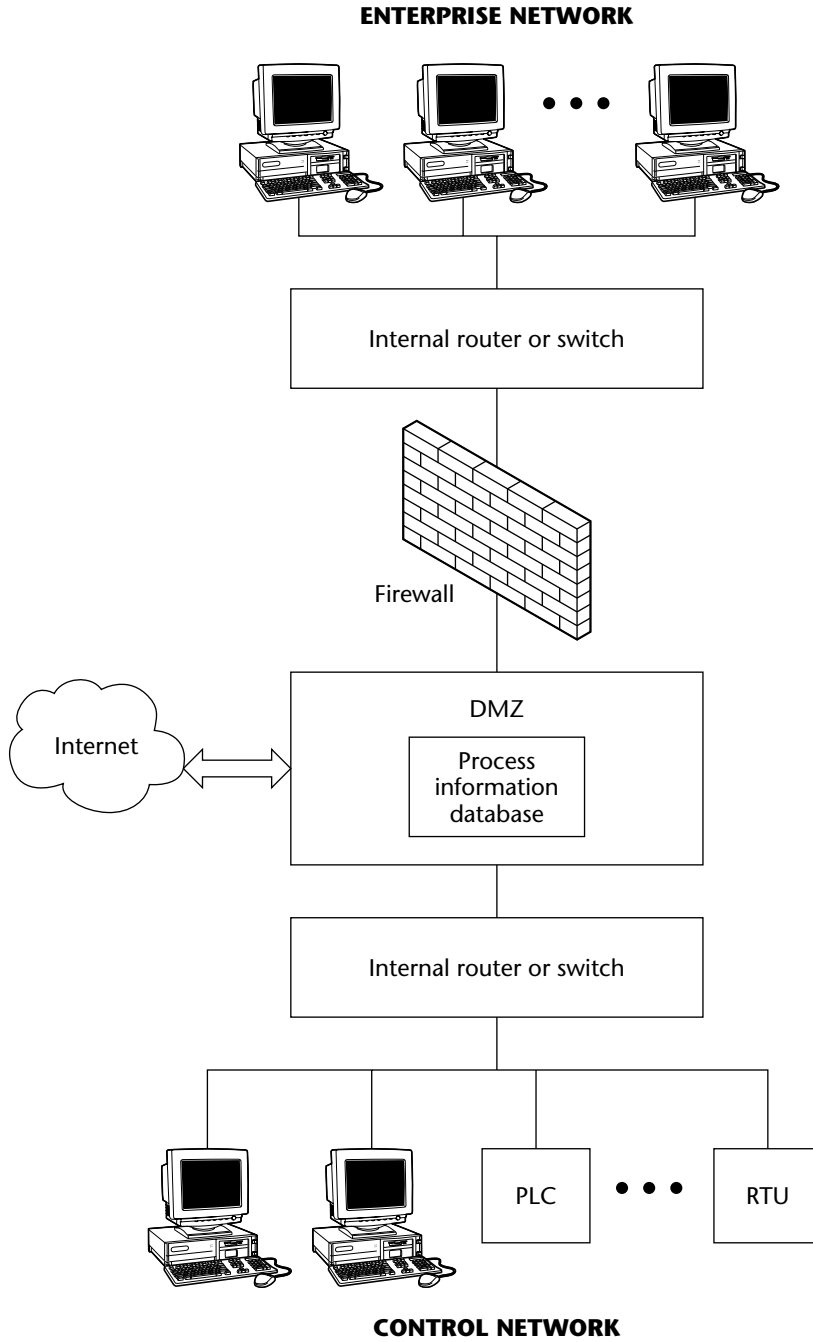 ENTERPRISE NETWORK
Internal router or switch
Firewall
DMZ
Internet
Process
information
database
Internal router or switch
PLC
RTU
CONTROL NETWORK